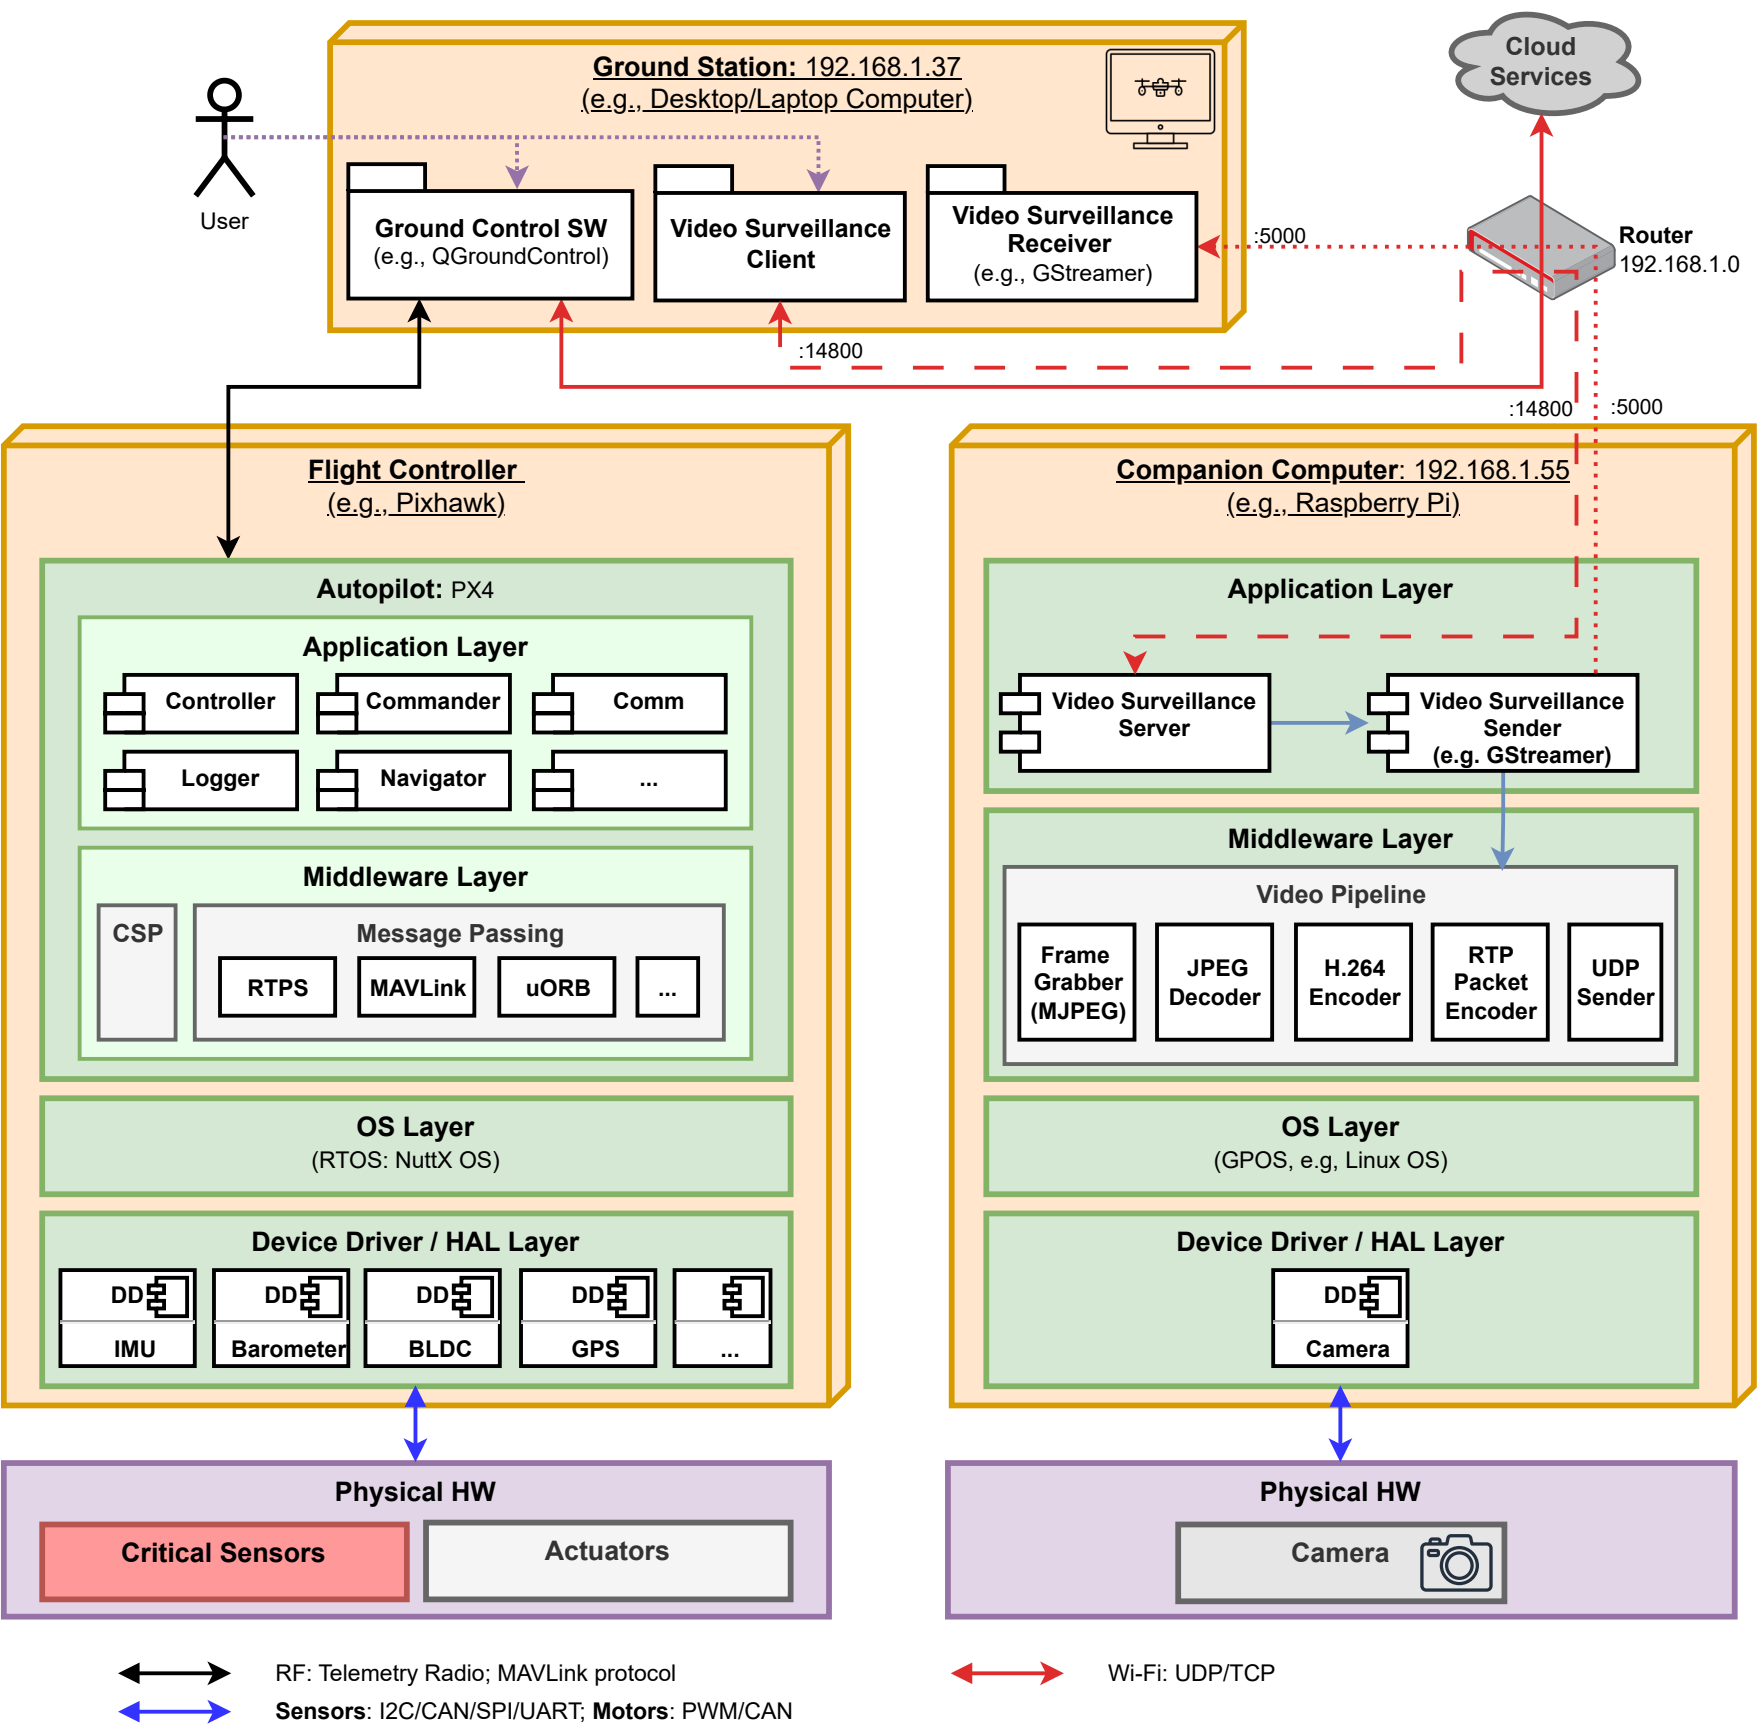 Ground Station: 192.168.1.37
(e.g., Desktop/Laptop Computer)
Cloud
Services
User
Ground Control SW
(e.g., QGroundControl)
Video Surveillance
Client
Video Surveillance
Receiver
(e.g., GStreamer)
:5000
Router
192.168.1.0
:14800
:14800
:5000
Flight Controller
(e.g., Pixhawk)
Autopilot: PX4
Application Layer
Controller
Commander
Comm
Logger
Navigator
...
Middleware Layer
CSP
Message Passing
RTPS
MAVLink
uORB
...
OS Layer
(RTOS: NuttX OS)
Device Driver / HAL Layer
DD
IMU
DD
Barometer
DD
BLDC
DD
GPS
...
Physical HW
Critical Sensors
Actuators
Companion Computer: 192.168.1.55
(e.g., Raspberry Pi)
Application Layer
Video Surveillance
Server
Video Surveillance
Sender
(e.g. GStreamer)
Middleware Layer
Video Pipeline
Frame
Grabber
(MJPEG)
JPEG
Decoder
H.264
Encoder
RTP
Packet
Encoder
UDP
Sender
OS Layer
(GPOS, e.g, Linux OS)
Device Driver / HAL Layer
DD
Camera
Physical HW
Camera
RF: Telemetry Radio; MAVLink protocol
Wi-Fi: UDP/TCP
Sensors: I2C/CAN/SPI/UART; Motors: PWM/CAN